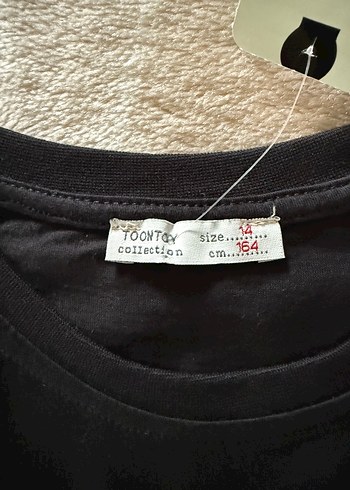 TOONTOY size........14
collection cm........164